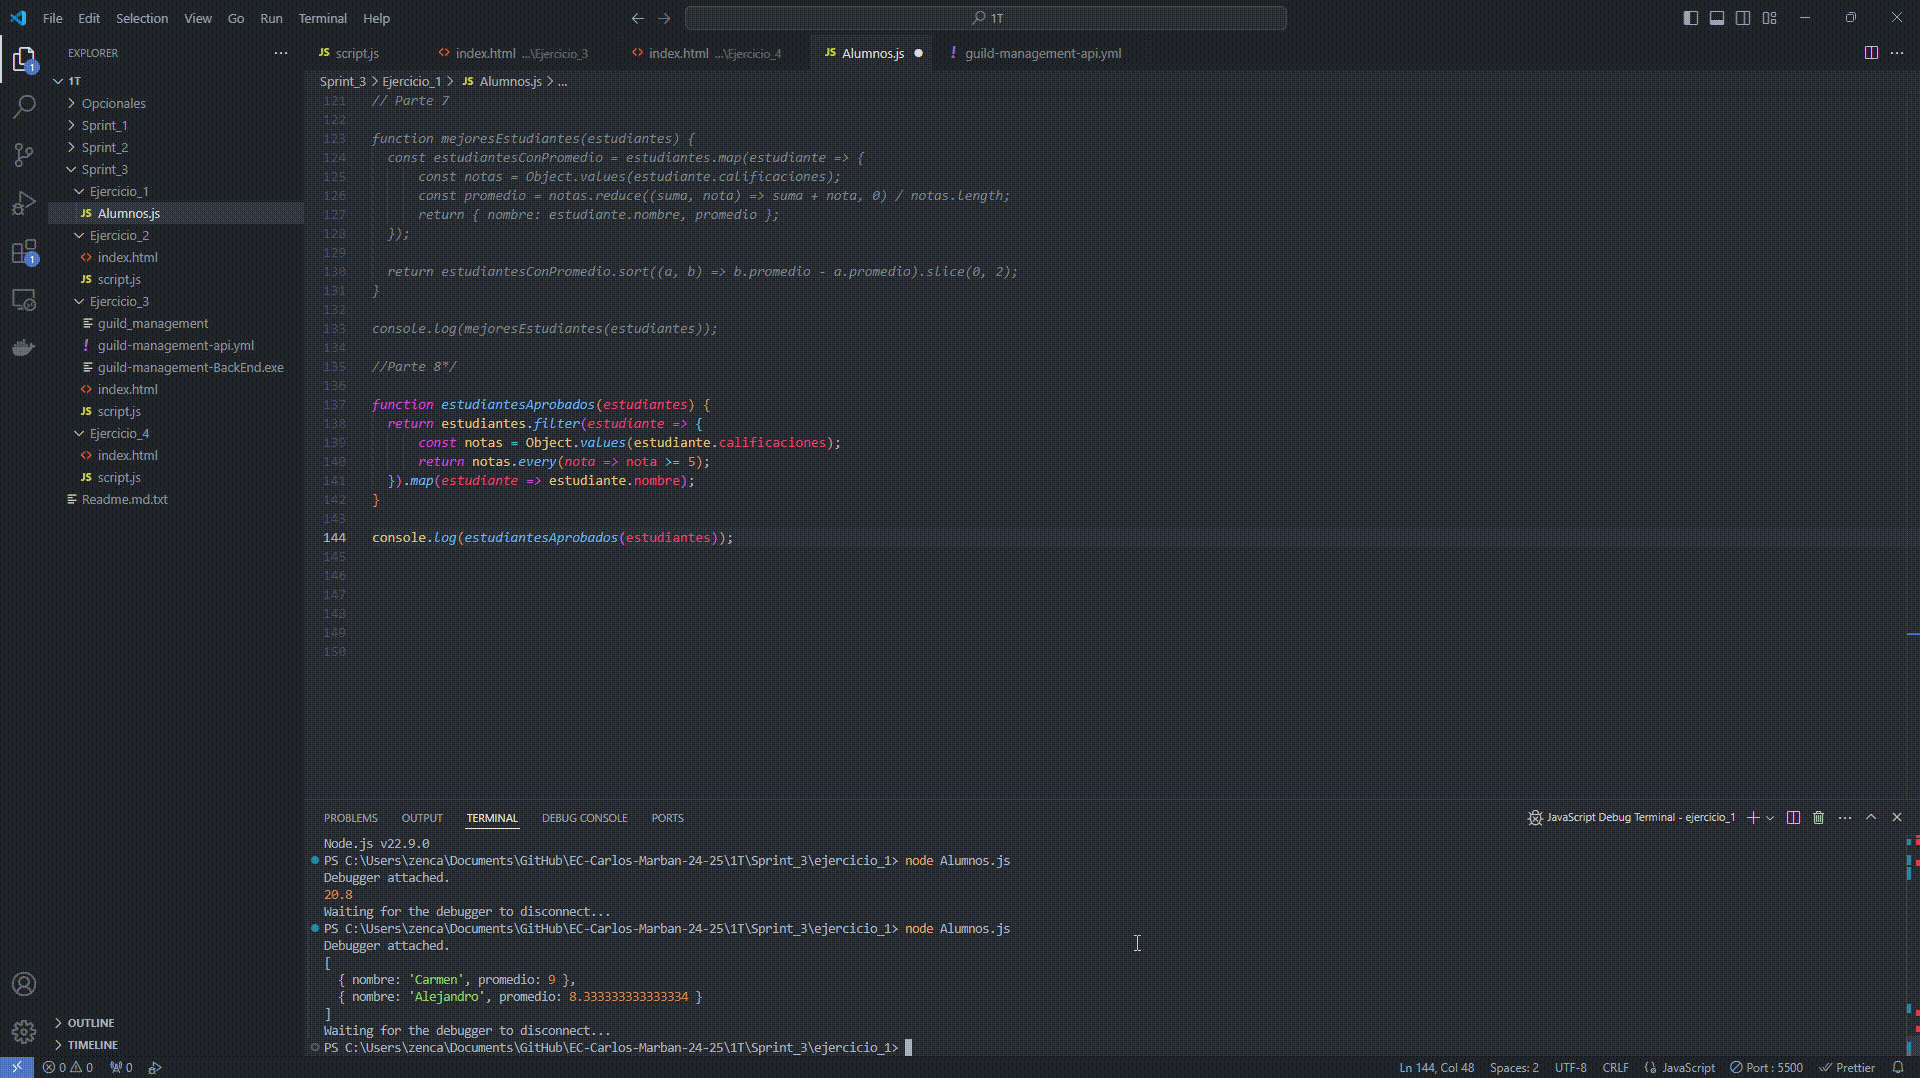 File Edit Selection View Go Run Terminal Help
1T
EXPLORER
1T
Opcionales
Sprint_1
Sprint_2
Sprint_3
Ejercicio_1
JS Alumnos.js
Ejercicio_2
<> index.html
JS script.js
Ejercicio_3
guild_management
! guild-management-api.yml
guild-management-BackEnd.exe
<> index.html
JS script.js
Ejercicio_4
<> index.html
JS script.js
Readme.md.txt
OUTLINE
TIMELINE
JS script.js <> index.html ...\Ejercicio_3 <> index.html ...\Ejercicio_4 JS Alumnos.js ! guild-management-api.yml
Sprint_3 > Ejercicio_1 > JS Alumnos.js > ...
121 // Parte 7
122
123 function mejoresEstudiantes(estudiantes) {
124 const estudiantesConPromedio = estudiantes.map(estudiante => {
125 const notas = Object.values(estudiante.calificaciones);
126 const promedio = notas.reduce((suma, nota) => suma + nota, 0) / notas.length;
127 return { nombre: estudiante.nombre, promedio };
128 });
129
130 return estudiantesConPromedio.sort((a, b) => b.promedio - a.promedio).slice(0, 2);
131 }
132
133 console.log(mejoresEstudiantes(estudiantes));
134
135 //Parte 8*/
136
137 function estudiantesAprobados(estudiantes) {
138 return estudiantes.filter(estudiante => {
139 const notas = Object.values(estudiante.calificaciones);
140 return notas.every(nota => nota >= 5);
141 }).map(estudiante => estudiante.nombre);
142 }
143
144 console.log(estudiantesAprobados(estudiantes));
145
146
147
148
149
150
PROBLEMS OUTPUT TERMINAL DEBUG CONSOLE PORTS
JavaScript Debug Terminal - ejercicio_1
Node.js v22.9.0
PS C:\Users\zenca\Documents\GitHub\EC-Carlos-Marban-24-25\1T\Sprint_3\ejercicio_1> node Alumnos.js
Debugger attached.
20.8
Waiting for the debugger to disconnect...
PS C:\Users\zenca\Documents\GitHub\EC-Carlos-Marban-24-25\1T\Sprint_3\ejercicio_1> node Alumnos.js
Debugger attached.
[
{ nombre: 'Carmen', promedio: 9 },
{ nombre: 'Alejandro', promedio: 8.333333333333334 }
]
Waiting for the debugger to disconnect...
PS C:\Users\zenca\Documents\GitHub\EC-Carlos-Marban-24-25\1T\Sprint_3\ejercicio_1>
0 0 0
Ln 144, Col 48 Spaces: 2 UTF-8 CRLF {} JavaScript Port : 5500 Prettier
1
1